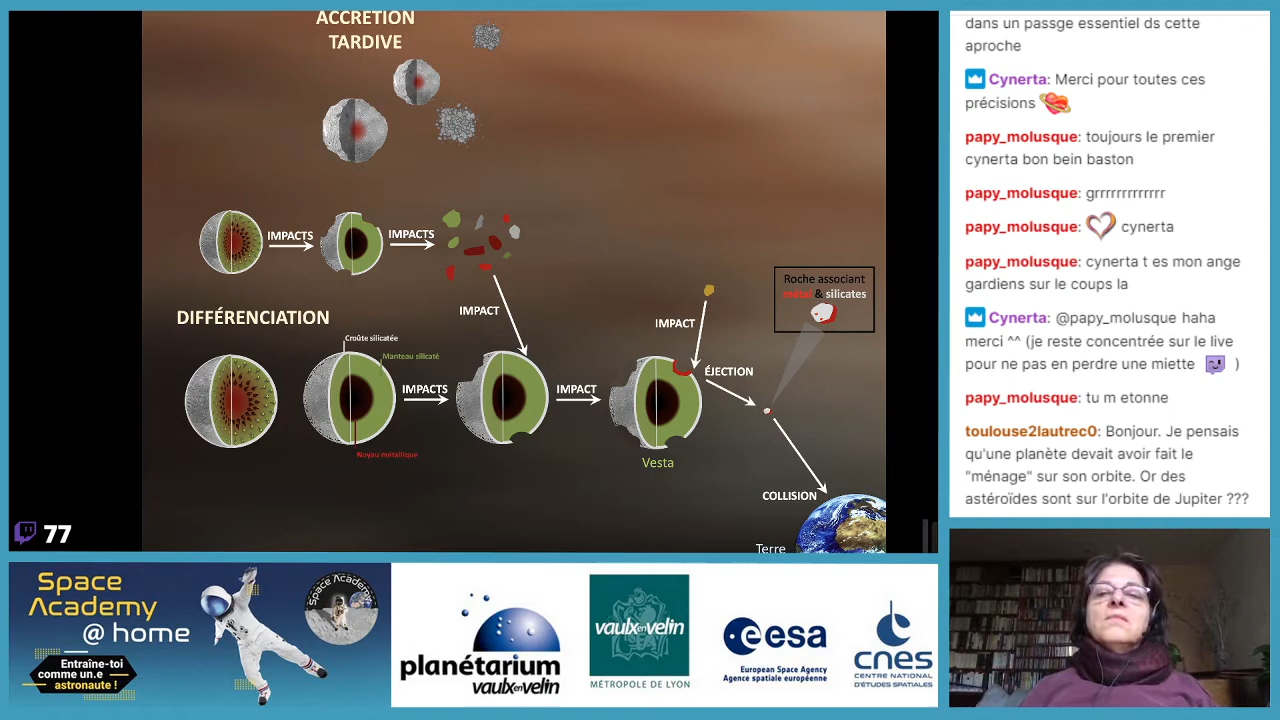 ACCRÉTION
TARDIVE
IMPACTS
IMPACTS
IMPACT
DIFFÉRENCIATION
Croûte silicatée
Manteau silicaté
IMPACTS
IMPACT
Noyau métallique
Vesta
IMPACT
ÉJECTION
Roche associant
métal & silicates
COLLISION
Terre
77
dans un passge essentiel ds cette
aproche
Cynerta: Merci pour toutes ces
précisions
papy_molusque: toujours le premier
cynerta bon bein baston
papy_molusque: grrrrrrrrrrrrr
papy_molusque: cynerta
papy_molusque: cynerta t es mon ange
gardiens sur le coups la
Cynerta: @papy_molusque haha
merci ^^ (je reste concentrée sur le live
pour ne pas en perdre une miette )
papy_molusque: tu m etonne
toulouse2lautrec0: Bonjour. Je pensais
qu'une planète devait avoir fait le
"ménage" sur son orbite. Or des
astéroïdes sont sur l'orbite de Jupiter ???
Space
Academy
@ home
Entraîne-toi
comme un.e
astronaute !
Space Academy
planétarium
vaulx en velin
vaulx en velin
MÉTROPOLE DE LYON
esa
European Space Agency
Agence spatiale européenne
cnes
CENTRE NATIONAL
D'ÉTUDES SPATIALES